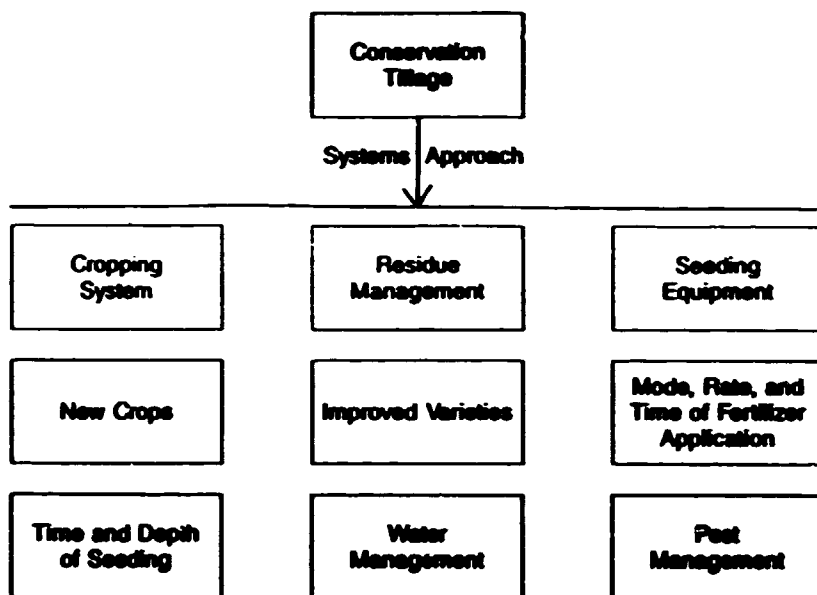 Conservation
Tillage
Systems Approach
Cropping
System
Residue
Management
Seeding
Equipment
New Crops
Improved Varieties
Mode, Rate, and
Time of Fertilizer
Application
Time and Depth
of Seeding
Water
Management
Pest
Management